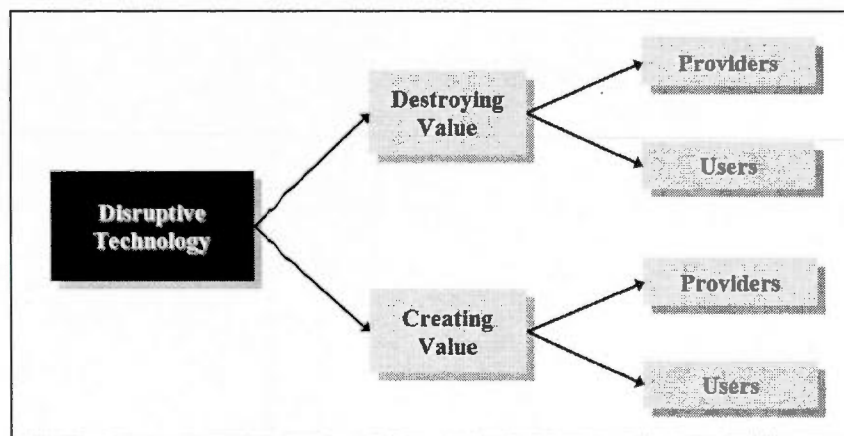 Disruptive
Technology
Destroying
Value
Providers
Users
Creating
Value
Providers
Users